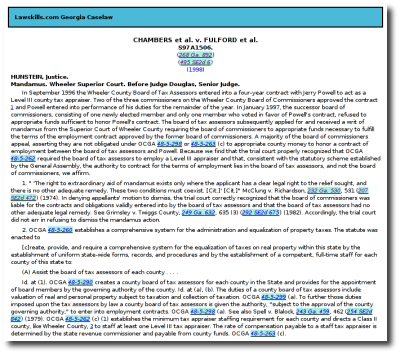 Lawskills.com Georgia Caselaw
CHAMBERS et al. v. FULFORD et al.
S97A1506.
(268 Ga. 892)
(495 SE2d 6)
(1998)
HUNSTEIN, Justice.
Mandamus. Wheeler Superior Court. Before Judge Douglas, Senior Judge.
In September 1996 the Wheeler County Board of Tax Assessors entered into a four-year contract with Jerry Powell to act as a
Level III county tax appraiser. Two of the three commissioners on the Wheeler County Board of Commissioners approved the contract
1 and Powell entered into performance of his duties for the remainder of the year. In January 1997, the successor board of
commissioners, consisting of one newly elected member and only one member who voted in favor of Powell's contract, refused to
appropriate funds sufficient to honor Powell's contract. The board of tax assessors subsequently applied for and received a writ of
mandamus from the Superior Court of Wheeler County requiring the board of commissioners to appropriate funds necessary to fulfill
the terms of the employment contract approved by the former board of commissioners. A majority of the board of commissioners
appeal, asserting they are not obligated under OCGA 48-5-298 or 48-5-263 (c) to appropriate county money to honor a contract of
employment between the board of tax assessors and Powell. Because we find that the trial court properly recognized that OCGA
48-5-262 required the board of tax assessors to employ a Level III appraiser and that, consistent with the statutory scheme established
by the General Assembly, the authority to contract for the terms of employment lies in the board of tax assessors, and not the board
of commissioners, we affirm.
1. " 'The right to extraordinary aid of mandamus exists only where the applicant has a clear legal right to the relief sought, and
there is no other adequate remedy. These two conditions must coexist. [Cit.]' [Cit.]" McClung v. Richardson, 232 Ga. 530, 531 (207
SE2d 472) (1974). In denying appellants' motion to dismiss, the trial court correctly recognized that the board of commissioners was
liable for the contracts and obligations validly entered into by the board of tax assessors and that the board of tax assessors had no
other adequate legal remedy. See Grimsley v. Twiggs County, 249 Ga. 632, 635 (3) (292 SE2d 675) (1982). Accordingly, the trial court
did not err in refusing to dismiss the mandamus action.
2. OCGA 48-5-260 establishes a comprehensive system for the administration and equalization of property taxes. The statute was
enacted to
[c]reate, provide, and require a comprehensive system for the equalization of taxes on real property within this state by the
establishment of uniform state-wide forms, records, and procedures and by the establishment of a competent, full-time staff for each
county of this state to:
(A) Assist the board of tax assessors of each county . . . .
Id. at (1). OCGA 48-5-290 creates a county board of tax assessors for each county in the State and provides for the appointment
of board members by the governing authority of the county. Id. at (a), (b). The duties of a county board of tax assessors include
valuation of real and personal property subject to taxation and collection of taxation. OCGA 48-5-299 (a). To further those duties
imposed upon the tax assessors by law a county board of tax assessors is given the authority, "subject to the approval of the county
governing authority," to enter into employment contracts. OCGA 48-5-298 (a). See also Spell v. Blalock, 243 Ga. 459, 462 (254 SE2d
842) (1979). OCGA 48-5-262 (c) (1) establishes the minimum tax appraiser staffing requirement for each county and directs a Class II
county, like Wheeler County, 2 to staff at least one Level III tax appraiser. The rate of compensation payable to a staff tax appraiser is
determined by the state revenue commissioner and payable from county funds. OCGA 48-5-263 (c).